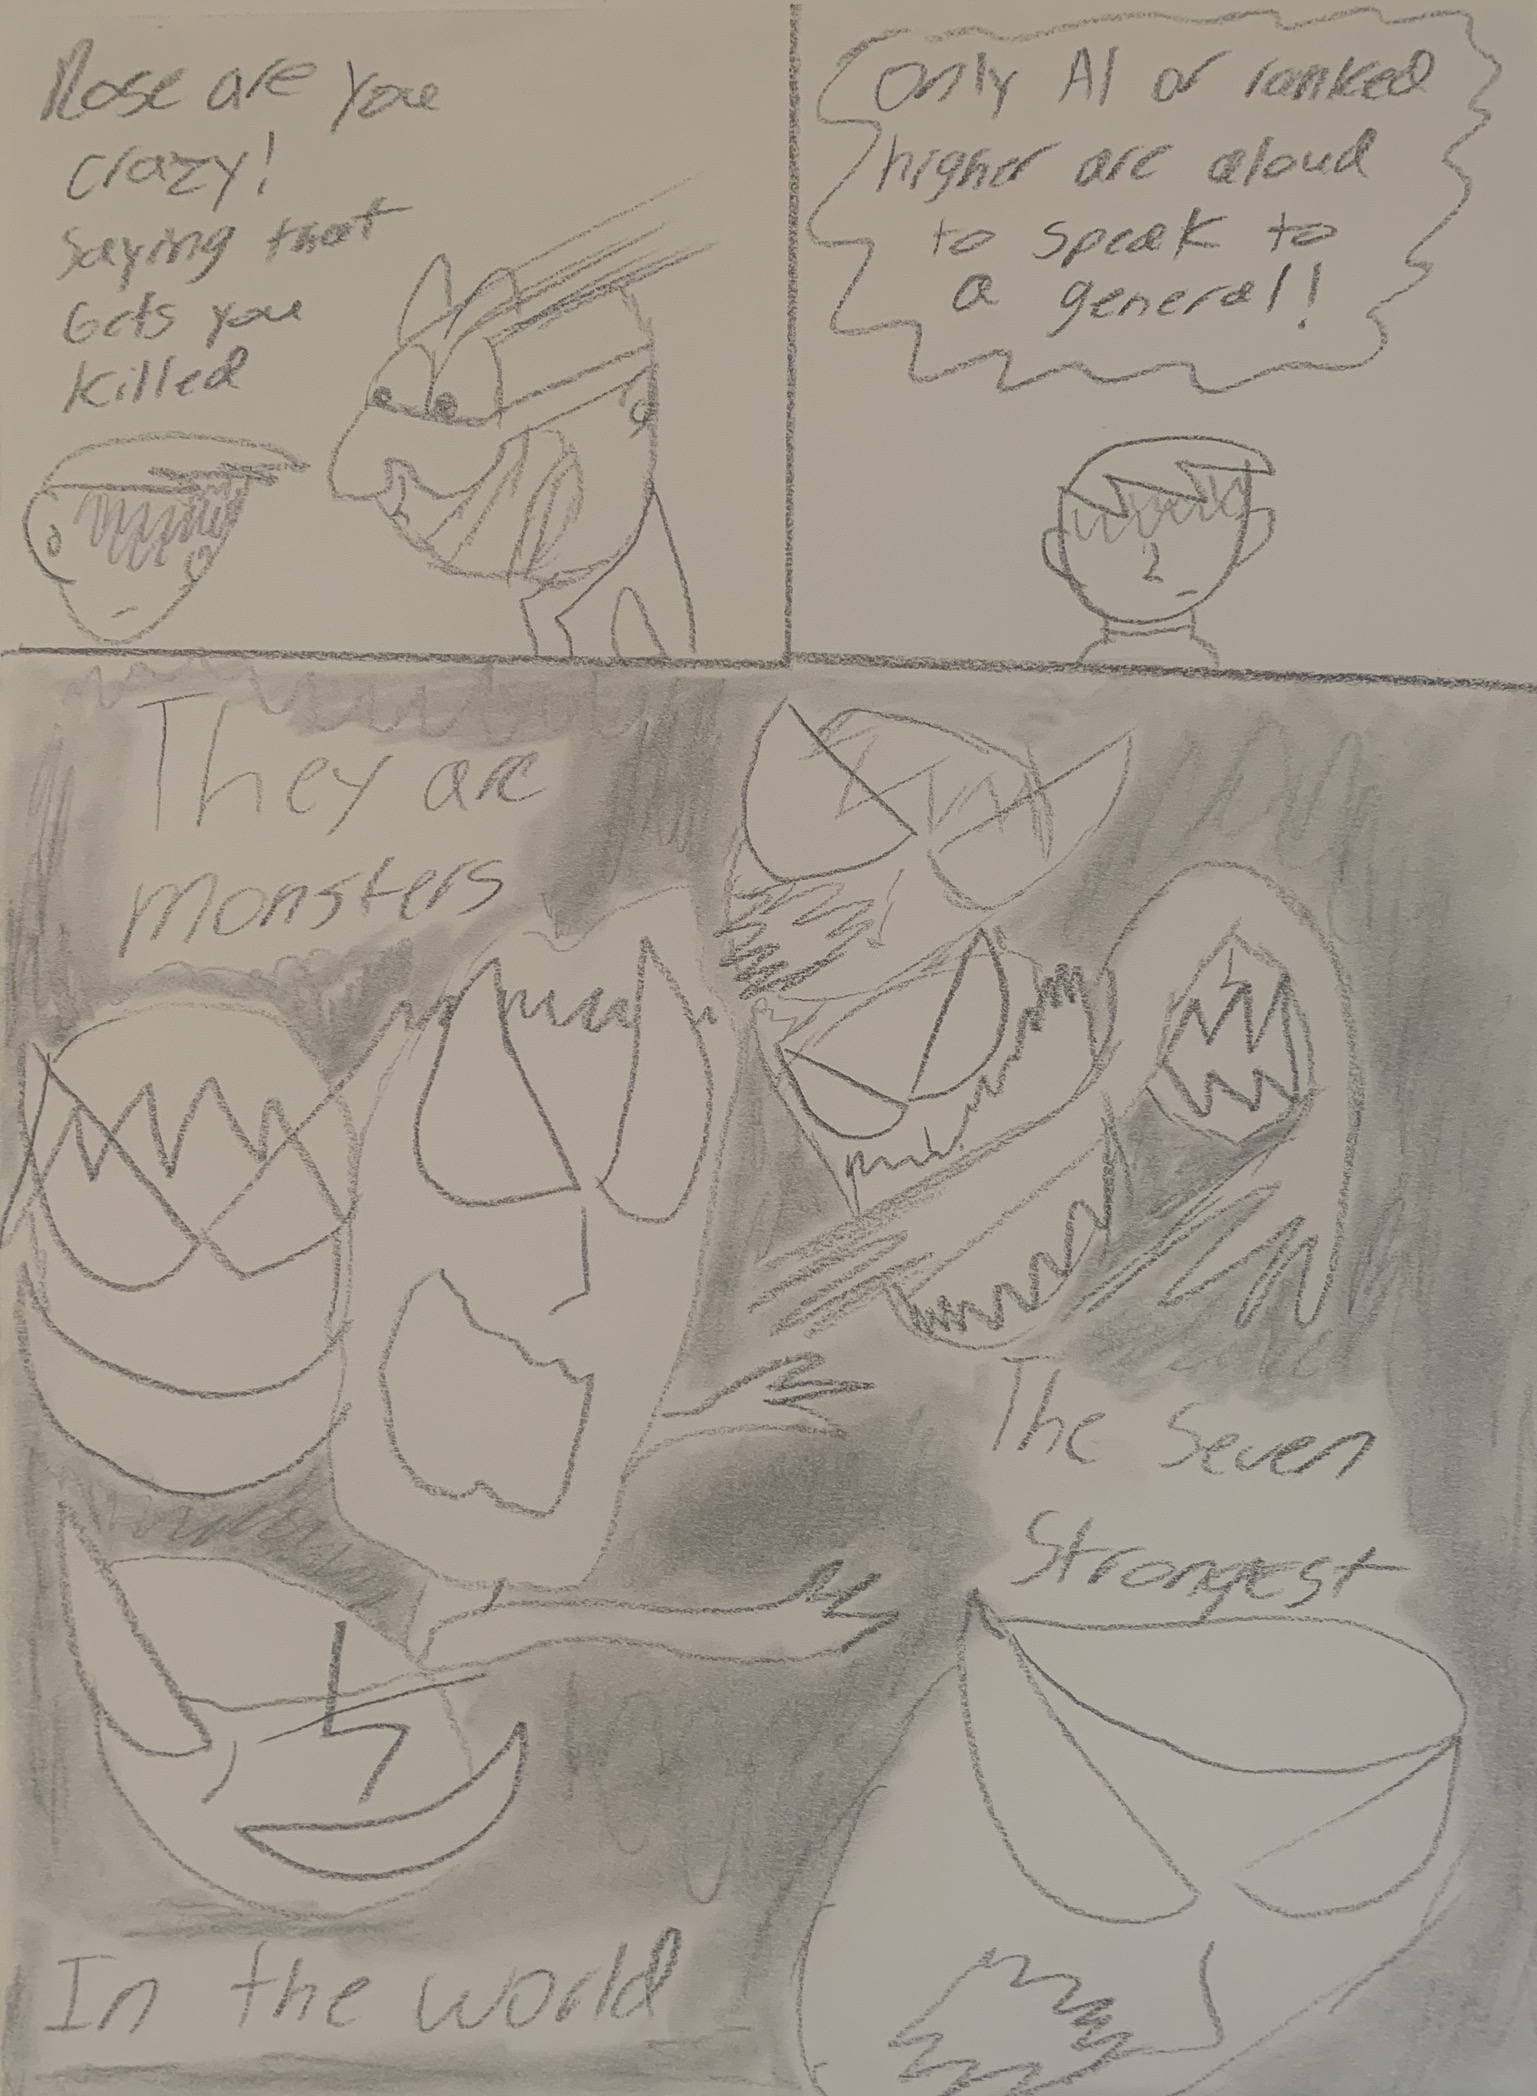 Rose are you
crazy!
Saying that
Gets you
killed
Only A1 or ranked
higher are aloud
to speak to
a general!
They are
monsters
The Seven
Strongest
In the world